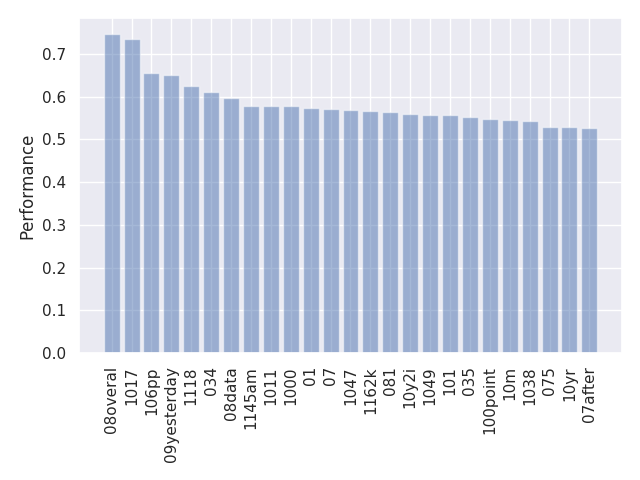 Performance
0.7
0.6
0.5
0.4
0.3
0.2
0.1
0.0
08overal
1017
106pp
09yesterday
1118
034
08data
1145am
1011
1000
01
07
1047
1162k
081
10y2i
1049
101
035
100point
10m
1038
075
10yr
07after